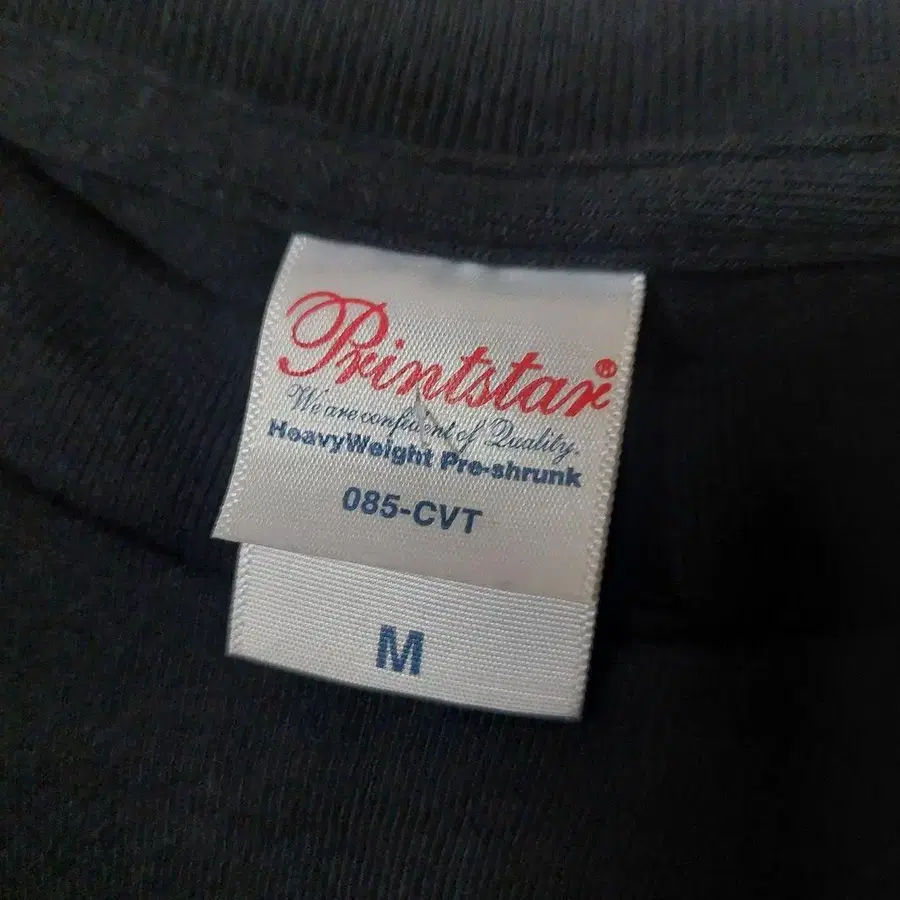 Printstar®
We are confident of Quality.
HeavyWeight Pre-shrunk
085-CVT
M